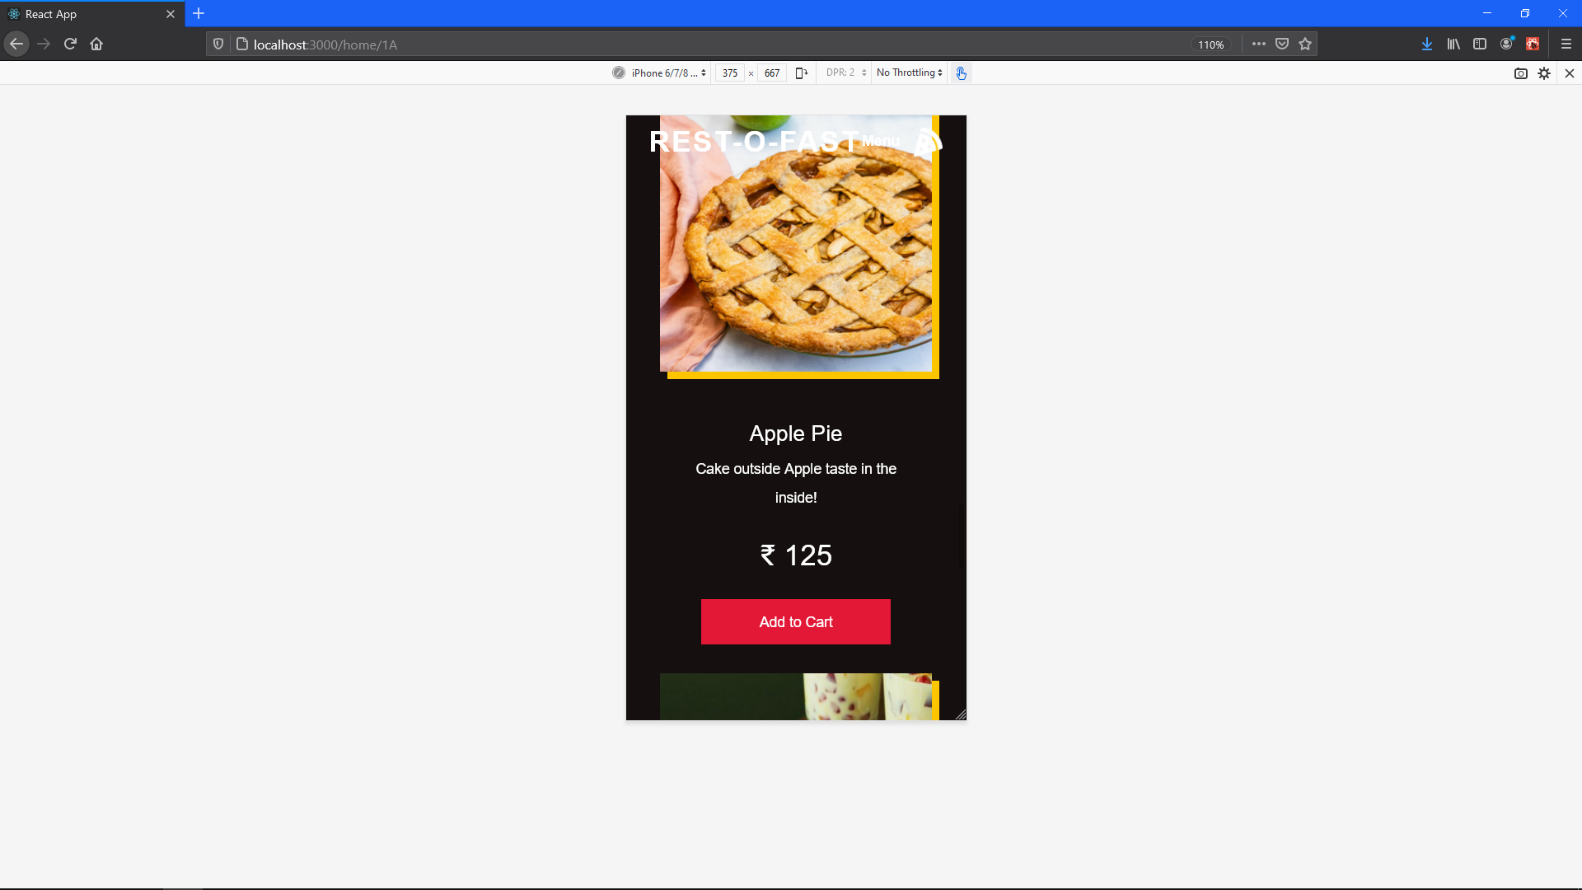 React App
localhost:3000/home/1A
110%
iPhone 6/7/8 ...
375 × 667
DPR: 2
No Throttling
REST-O-FAST
Menu
Apple Pie
Cake outside Apple taste in the
inside!
₹ 125
Add to Cart